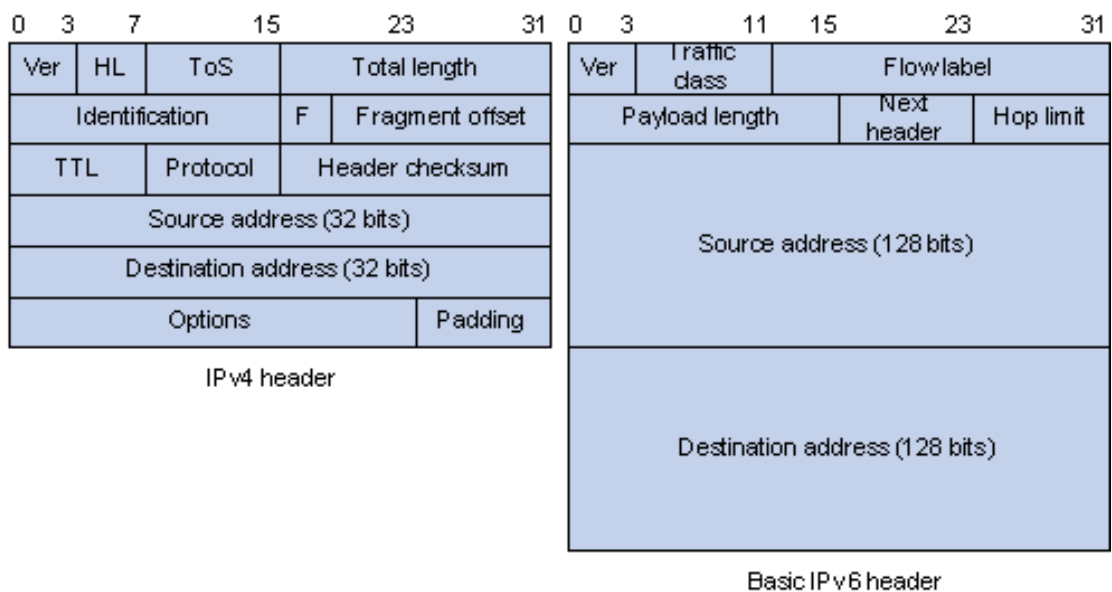 0 3 7 15 23 31
Ver HL ToS Total length
Identification F Fragment offset
TTL Protocol Header checksum
Source address (32 bits)
Destination address (32 bits)
Options Padding
IPv4 header
0 3 11 15 23 31
Ver Traffic class Flow label
Payload length Next header Hop limit
Source address (128 bits)
Destination address (128 bits)
Basic IPv6 header